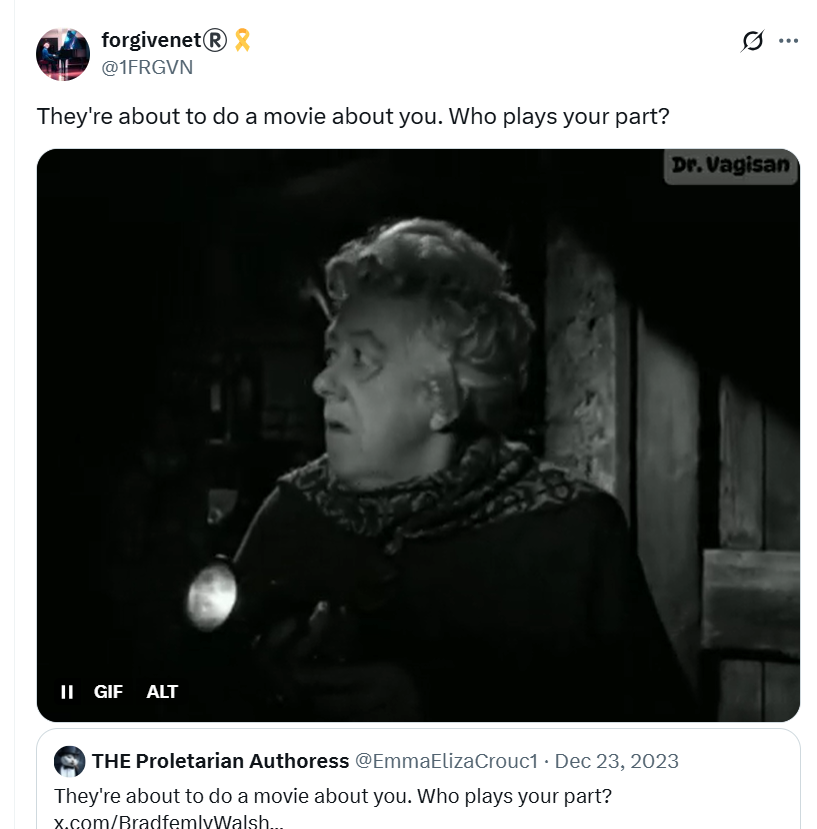 forgivenet®🎗
@1FRGVN
They're about to do a movie about you. Who plays your part?
Dr. Vagisan
GIF ALT
THE Proletarian Authoress @EmmaElizaCrouc1 · Dec 23, 2023
They're about to do a movie about you. Who plays your part?
x.com/BradfemlyWalsh...